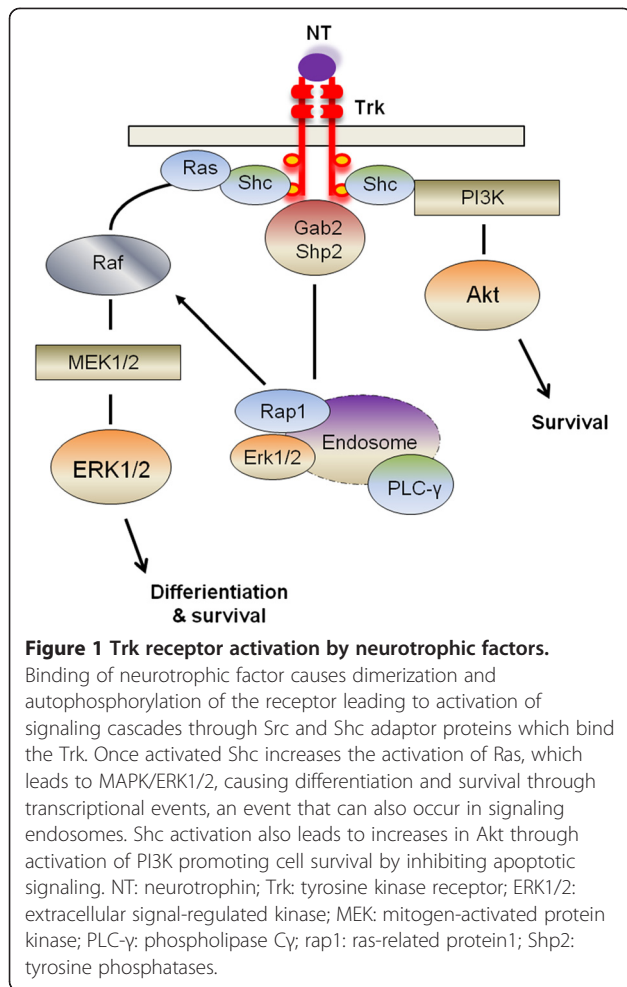 NT
Trk
Ras
Shc
Shc
PI3K
Gab2
Shp2
Raf
Akt
MEK1/2
Rap1
Endosome
Survival
Erk1/2
ERK1/2
PLC-γ
Differientiation
& survival
Figure 1 Trk receptor activation by neurotrophic factors.
Binding of neurotrophic factor causes dimerization and
autophosphorylation of the receptor leading to activation of
signaling cascades through Src and Shc adaptor proteins which bind
the Trk. Once activated Shc increases the activation of Ras, which
leads to MAPK/ERK1/2, causing differentiation and survival through
transcriptional events, an event that can also occur in signaling
endosomes. Shc activation also leads to increases in Akt through
activation of PI3K promoting cell survival by inhibiting apoptotic
signaling. NT: neurotrophin; Trk: tyrosine kinase receptor; ERK1/2:
extracellular signal-regulated kinase; MEK: mitogen-activated protein
kinase; PLC-γ: phospholipase Cγ; rap1: ras-related protein1; Shp2:
tyrosine phosphatases.